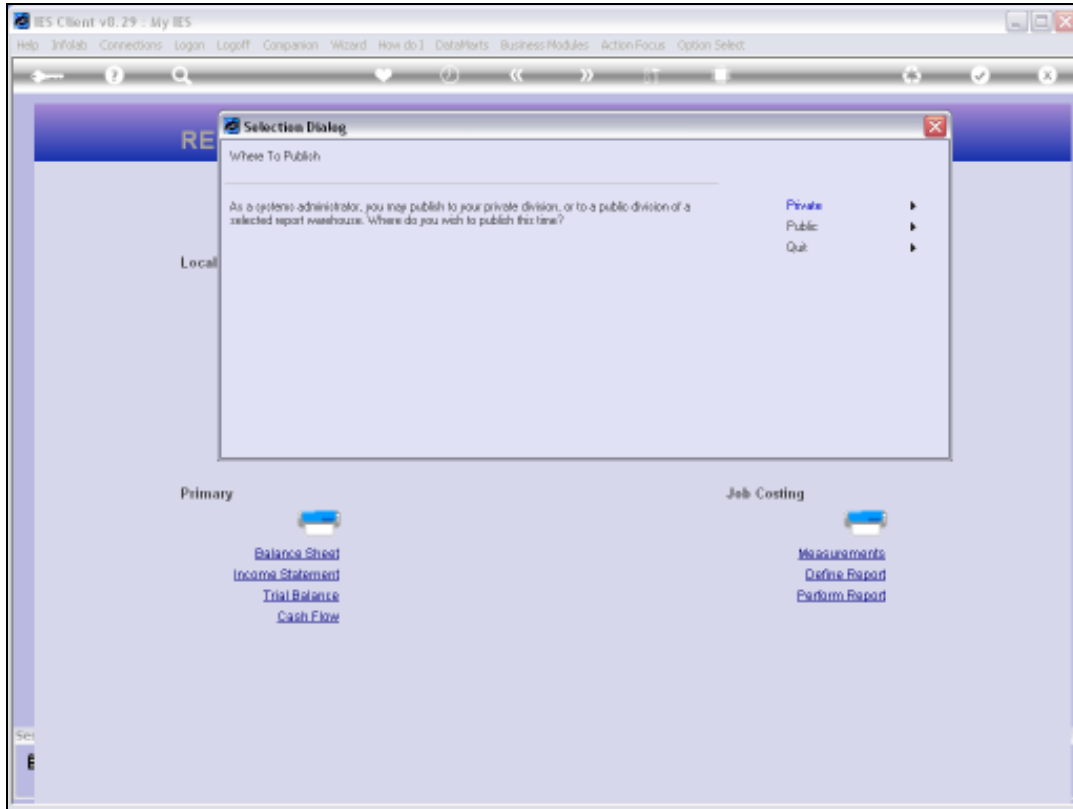 IES Client v8.29 : My IES
Help Infolab Connections Logon Logoff Companion Wizard How do I DataMarts Business Modules Action Focus Option Select
RE
Selection Dialog
Where To Publish
As a systems administrator, you may publish to your private division, or to a public division of a
selected report warehouse. Where do you wish to publish this time?
Private
Public
Quit
Local
Primary
Job Costing
Balance Sheet
Income Statement
Trial Balance
Cash Flow
Measurements
Define Report
Perform Report
Se